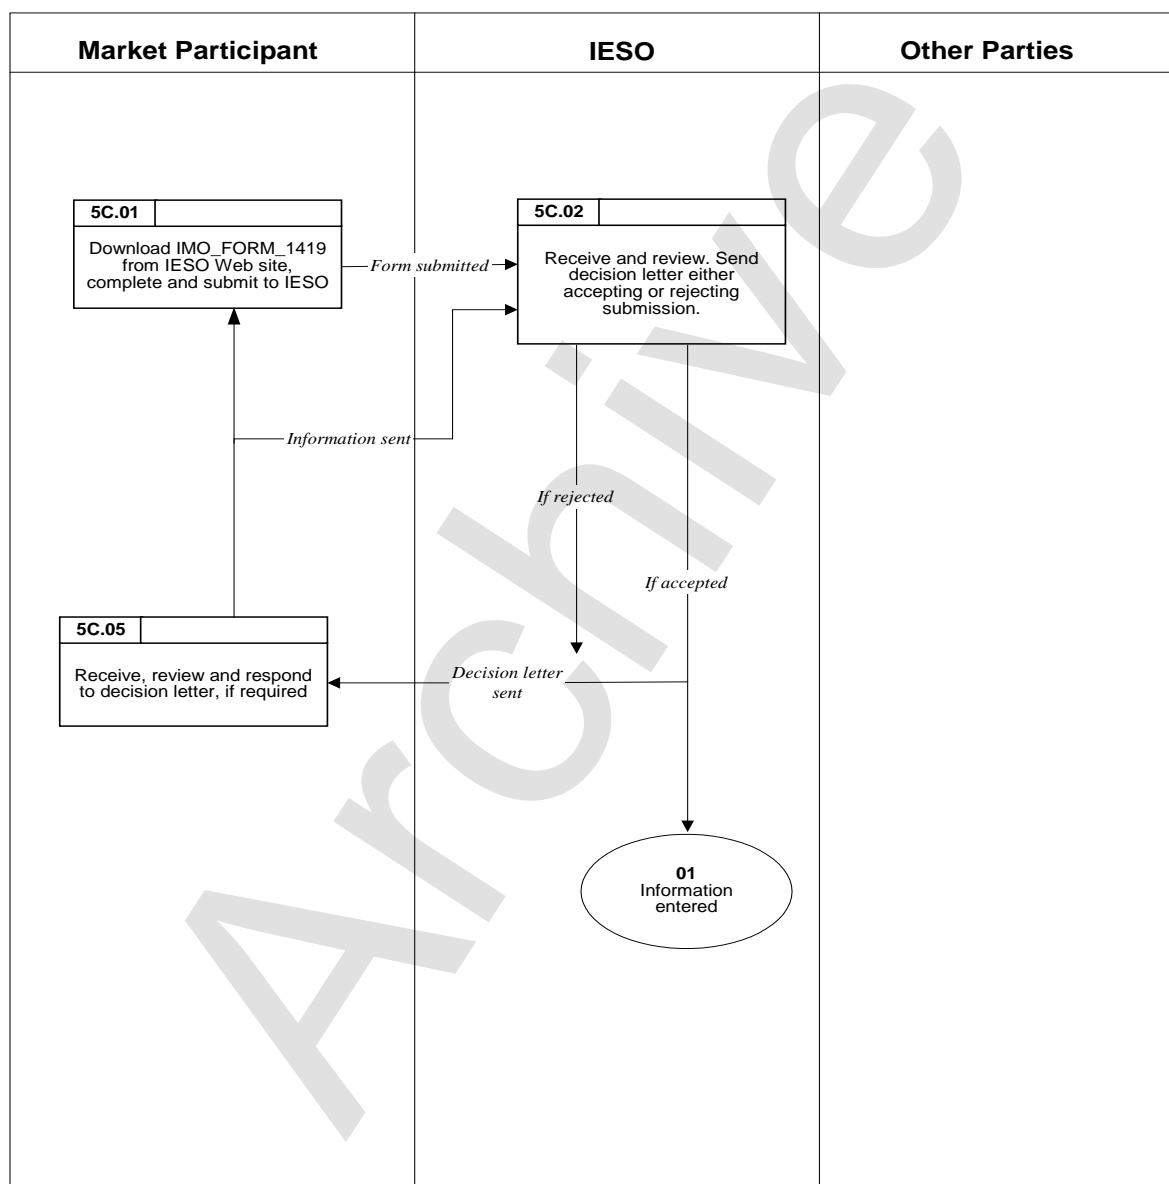 Market Participant
IESO
Other Parties
5C.01
Download IMO_FORM_1419
from IESO Web site,
complete and submit to IESO
Form submitted
5C.02
Receive and review. Send
decision letter either
accepting or rejecting
submission.
Information sent
If rejected
If accepted
5C.05
Receive, review and respond
to decision letter, if required
Decision letter
sent
01
Information
entered
Archive